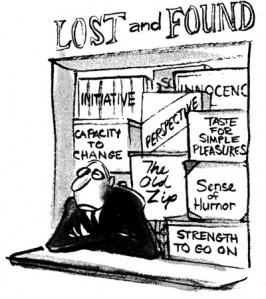 LOST and FOUND
INITIATIVE
INNOCENC
PERSPECTIVE
CAPACITY
TO
CHANGE
TASTE
FOR
SIMPLE
PLEASURES
The
Old
Zip
Sense
of
Humor
STRENGTH
TO GO ON